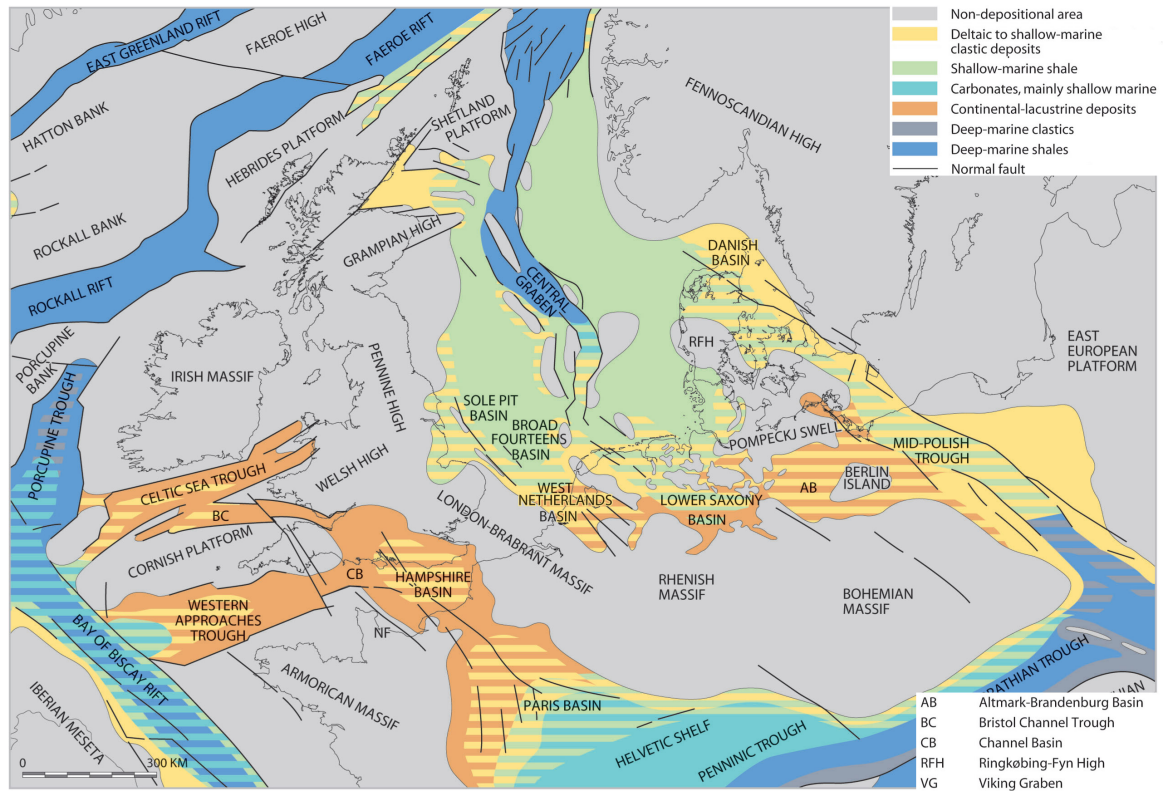 Non-depositional area
Deltaic to shallow-marine
clastic deposits
Shallow-marine shale
Carbonates, mainly shallow marine
Continental-lacustrine deposits
Deep-marine clastics
Deep-marine shales
Normal fault
EAST GREENLAND RIFT
FAEROE HIGH
FAEROE RIFT
HATTON BANK
HEBRIDES PLATFORM
SHETLAND
PLATFORM
FENNOSCANDIAN HIGH
ROCKALL BANK
GRAMPIAN HIGH
DANISH
BASIN
ROCKALL RIFT
CENTRAL
GRABEN
PORCUPINE
BANK
IRISH MASSIF
PENNINE HIGH
RFH
EAST
EUROPEAN
PLATFORM
SOLE PIT
BASIN
BROAD
FOURTEENS
BASIN
POMPECKJ SWELL
MID-POLISH
TROUGH
PORCUPINE TROUGH
CELTIC SEA TROUGH
WELSH HIGH
BC
WEST
NETHERLANDS
BASIN
LOWER SAXONY
BASIN
AB
BERLIN
ISLAND
LONDON-BRABRANT MASSIF
CORNISH PLATFORM
CB
HAMPSHIRE
BASIN
RHENISH
MASSIF
BOHEMIAN
MASSIF
WESTERN
APPROACHES
TROUGH
NF
BAY OF BISCAY RIFT
ARMORICAN MASSIF
PARIS BASIN
IBERIAN MESETA
HELVETIC SHELF
PENNINIC TROUGH
RPATHIAN TROUGH
0 300 KM
AB Altmark-Brandenburg Basin
BC Bristol Channel Trough
CB Channel Basin
RFH Ringkøbing-Fyn High
VG Viking Graben